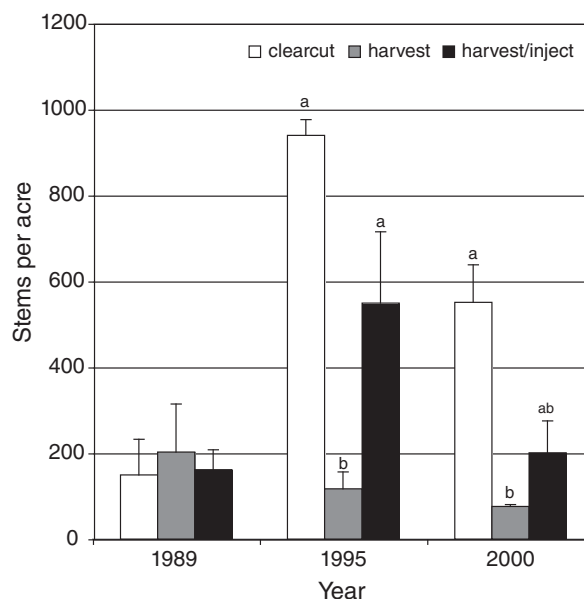 1200
clearcut harvest harvest/inject
1000
a
800
a
a
600
Stems per acre
400
ab
200
b
b
0
1989 1995 2000
Year